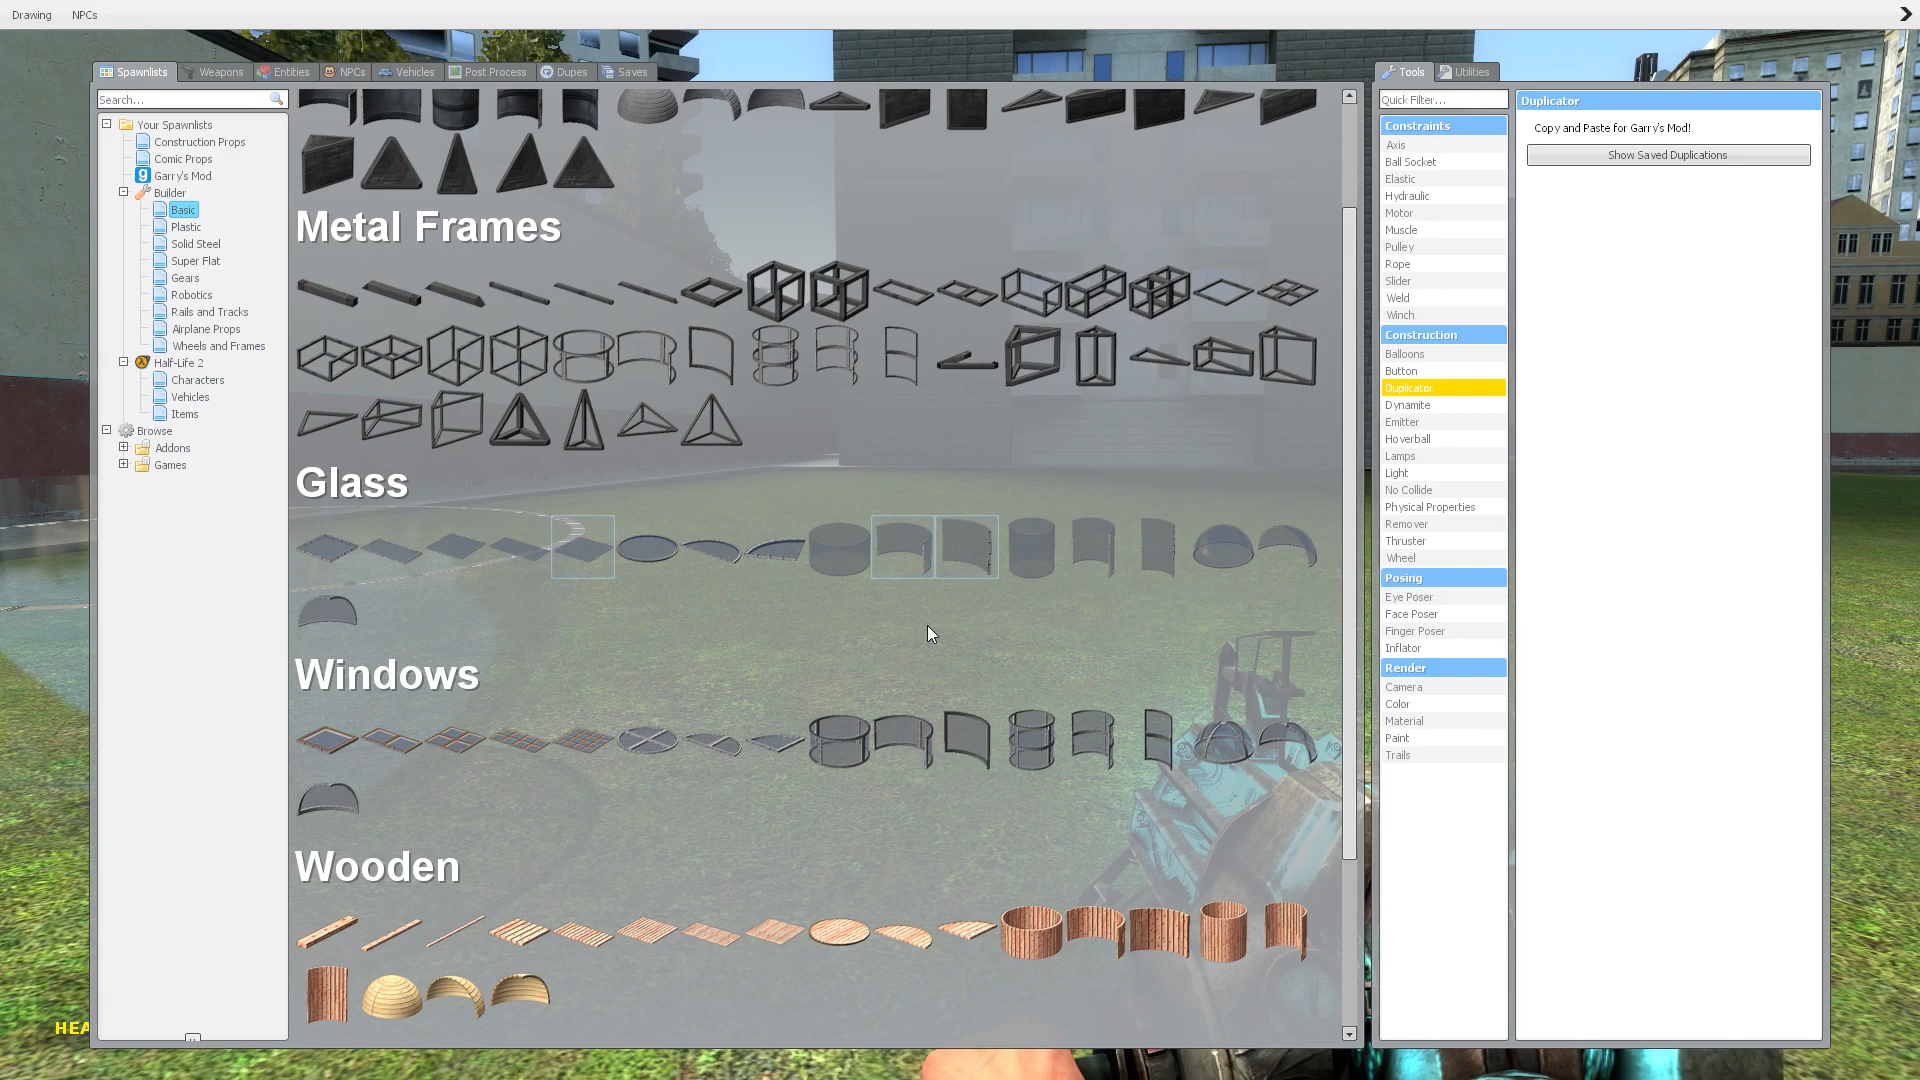 Drawing NPCs
Spawnlists Weapons Entities NPCs Vehicles Post Process Dupes Saves
Search...
Your Spawnlists
Construction Props
Comic Props
Garry's Mod
Builder
Basic
Plastic
Solid Steel
Super Flat
Gears
Robotics
Rails and Tracks
Airplane Props
Wheels and Frames
Half-Life 2
Characters
Vehicles
Items
Browse
Addons
Games
Metal Frames
Glass
Windows
Wooden
Tools Utilities
Quick Filter...
Constraints
Axis
Ball Socket
Elastic
Hydraulic
Motor
Muscle
Pulley
Rope
Slider
Weld
Winch
Construction
Balloons
Button
Duplicator
Dynamite
Emitter
Hoverball
Lamps
Light
No Collide
Physical Properties
Remover
Thruster
Wheel
Posing
Eye Poser
Face Poser
Finger Poser
Inflator
Render
Camera
Color
Material
Paint
Trails
Duplicator
Copy and Paste for Garry's Mod!
Show Saved Duplications
HEA